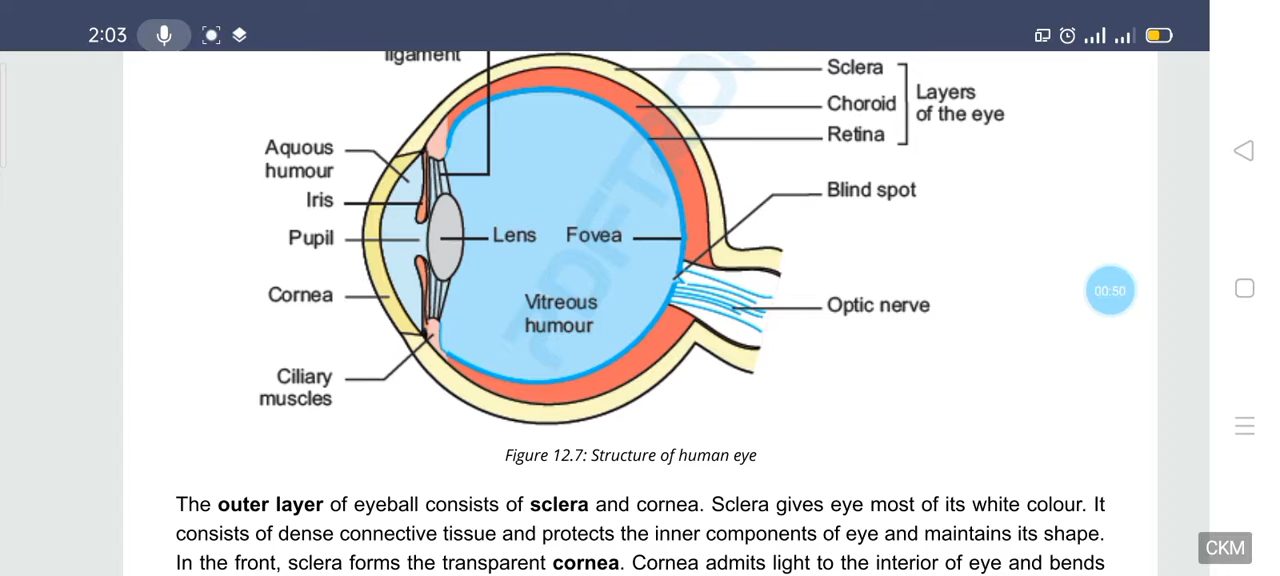 2:03
ligament
Sclera
Choroid
Retina
Layers
of the eye
Aquous
humour
Iris
Pupil
Cornea
Ciliary
muscles
Lens
Fovea
Vitreous
humour
Blind spot
Optic nerve
00:50
Figure 12.7: Structure of human eye
The outer layer of eyeball consists of sclera and cornea. Sclera gives eye most of its white colour. It
consists of dense connective tissue and protects the inner components of eye and maintains its shape.
In the front, sclera forms the transparent cornea. Cornea admits light to the interior of eye and bends
CKM